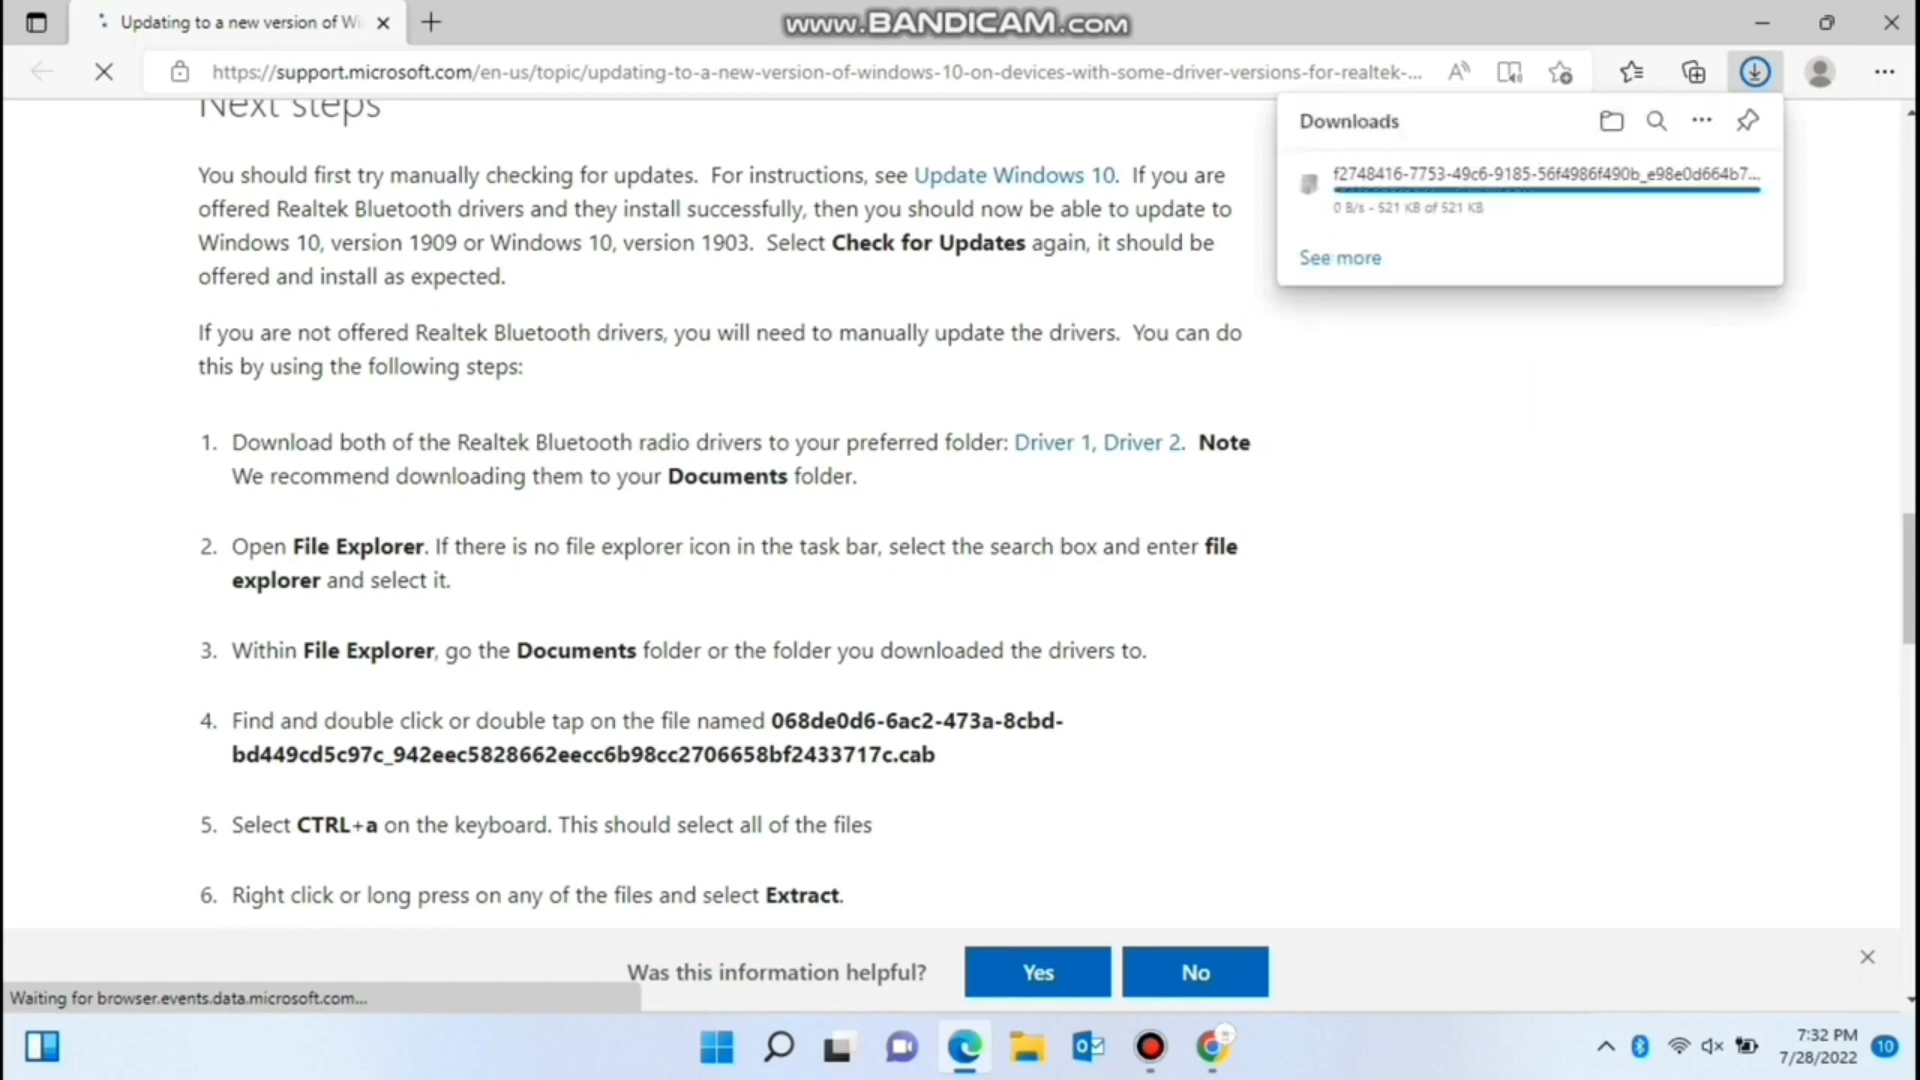 Updating to a new version of Wi
www.BANDICAM.com
https://support.microsoft.com/en-us/topic/updating-to-a-new-version-of-windows-10-on-devices-with-some-driver-versions-for-realtek-...
Next steps
Downloads
f2748416-7753-49c6-9185-56f4986f490b_e98e0d664b7...
0 B/s - 521 KB of 521 KB
See more
You should first try manually checking for updates. For instructions, see Update Windows 10. If you are
offered Realtek Bluetooth drivers and they install successfully, then you should now be able to update to
Windows 10, version 1909 or Windows 10, version 1903. Select Check for Updates again, it should be
offered and install as expected.
If you are not offered Realtek Bluetooth drivers, you will need to manually update the drivers. You can do
this by using the following steps:
1. Download both of the Realtek Bluetooth radio drivers to your preferred folder: Driver 1, Driver 2. Note
We recommend downloading them to your Documents folder.
2. Open File Explorer. If there is no file explorer icon in the task bar, select the search box and enter file
explorer and select it.
3. Within File Explorer, go the Documents folder or the folder you downloaded the drivers to.
4. Find and double click or double tap on the file named 068de0d6-6ac2-473a-8cbd-
bd449cd5c97c_942eec5828662eecc6b98cc2706658bf2433717c.cab
5. Select CTRL+a on the keyboard. This should select all of the files
6. Right click or long press on any of the files and select Extract.
Was this information helpful? Yes No
Waiting for browser.events.data.microsoft.com...
7:32 PM
7/28/2022
10